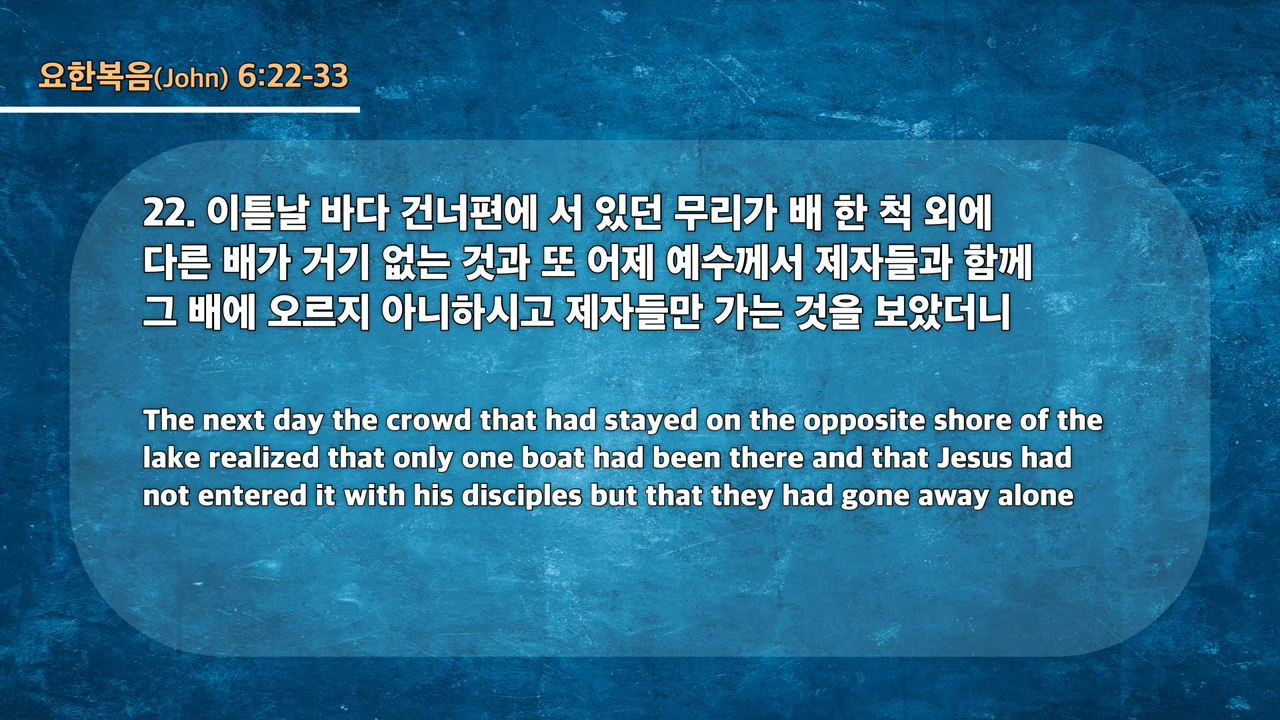 요한복음(John) 6:22-33
22. 이튿날 바다 건너편에 서 있던 무리가 배 한 척 외에
다른 배가 거기 없는 것과 또 어제 예수께서 제자들과 함께
그 배에 오르지 아니하시고 제자들만 가는 것을 보았더니
The next day the crowd that had stayed on the opposite shore of the
lake realized that only one boat had been there and that Jesus had
not entered it with his disciples but that they had gone away alone